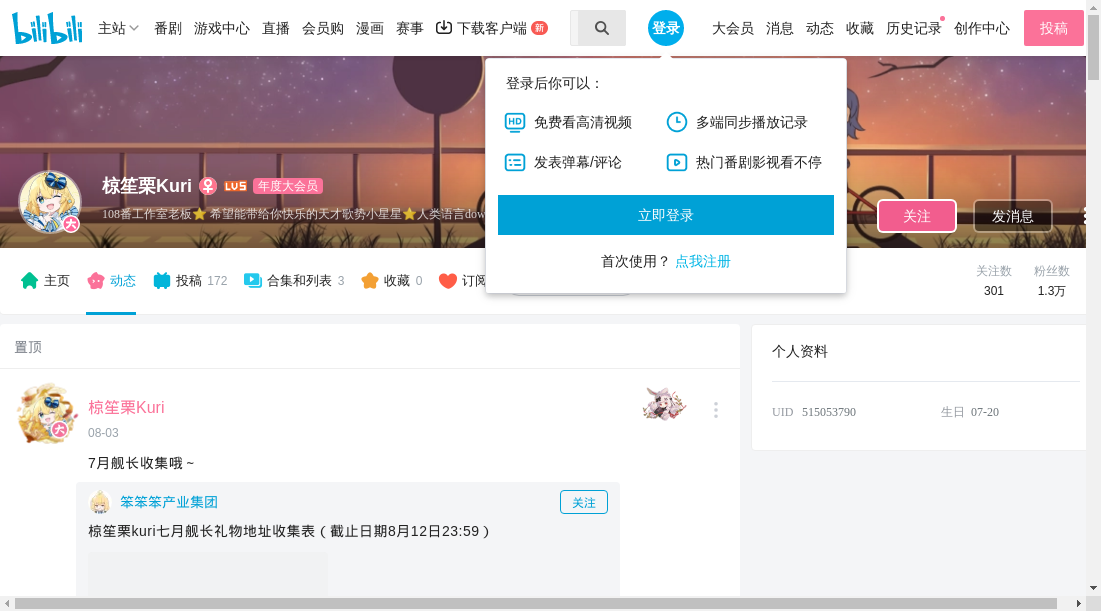 bilibili 主站 番剧 游戏中心 直播 会员购 漫画 赛事 下载客户端 新 登录 大会员 消息 动态 收藏 历史记录 创作中心 投稿
登录后你可以：
HD 免费看高清视频 多端同步播放记录
发表弹幕/评论 热门番剧影视看不停
立即登录
首次使用？ 点我注册
椋笙栗Kuri LV5 年度大会员
大
108番工作室老板⭐ 希望能带给你快乐的天才歌势小星星⭐人类语言dow
关注 发消息
主页 动态 投稿 172 合集和列表 3 收藏 0 订阅
关注数 粉丝数
301 1.3万
置顶
个人资料
椋笙栗Kuri
大
08-03
UID 515053790 生日 07-20
7月舰长收集哦～
笨笨笨产业集团 关注
椋笙栗kuri七月舰长礼物地址收集表（截止日期8月12日23:59）